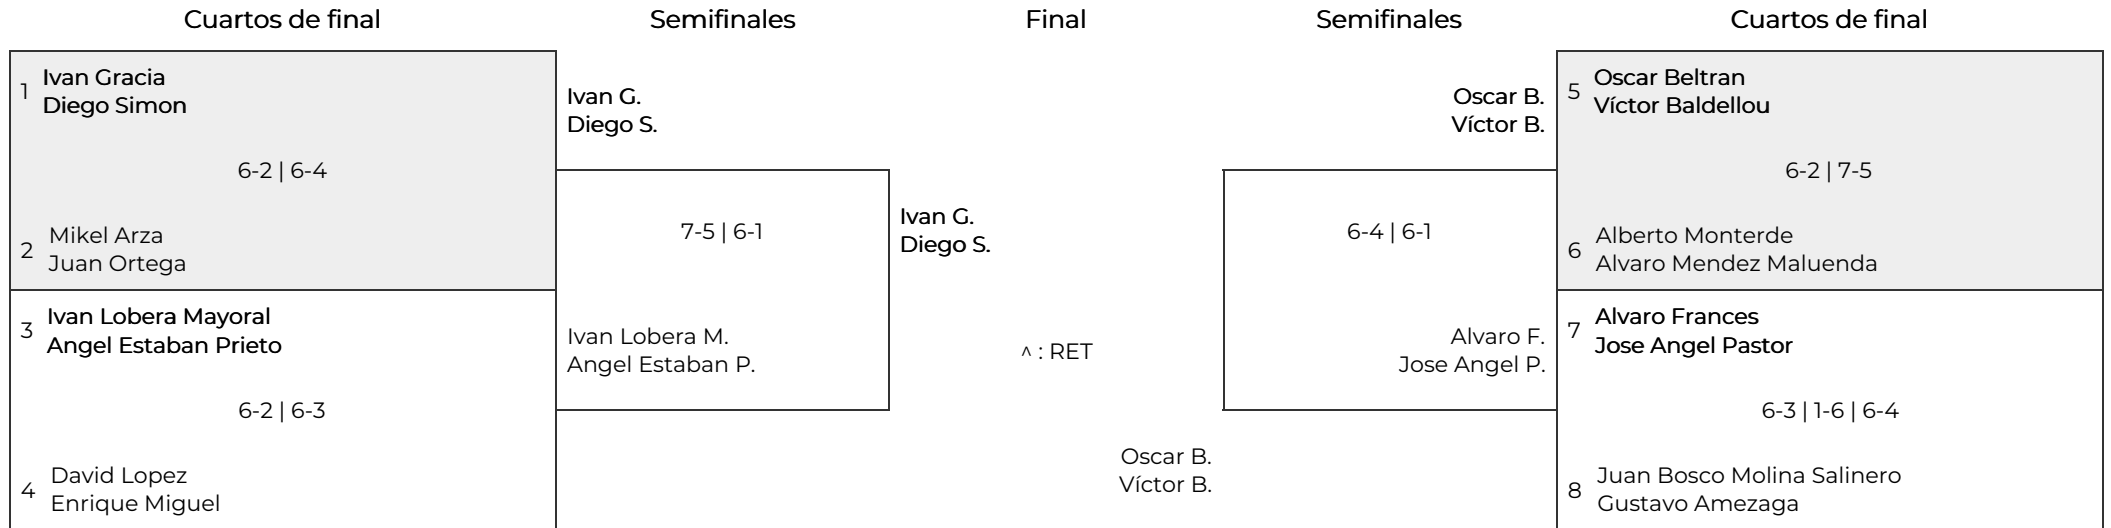 Cuartos de final
Semifinales
Final
Semifinales
Cuartos de final
1
Ivan Gracia
Diego Simon
6-2 | 6-4
2
Mikel Arza
Juan Ortega
3
Ivan Lobera Mayoral
Angel Estaban Prieto
6-2 | 6-3
4
David Lopez
Enrique Miguel
Ivan G.
Diego S.
7-5 | 6-1
Ivan Lobera M.
Angel Estaban P.
Ivan G.
Diego S.
^ : RET
Oscar B.
Víctor B.
Oscar B.
Víctor B.
6-4 | 6-1
Alvaro F.
Jose Angel P.
5
Oscar Beltran
Víctor Baldellou
6-2 | 7-5
6
Alberto Monterde
Alvaro Mendez Maluenda
7
Alvaro Frances
Jose Angel Pastor
6-3 | 1-6 | 6-4
8
Juan Bosco Molina Salinero
Gustavo Amezaga